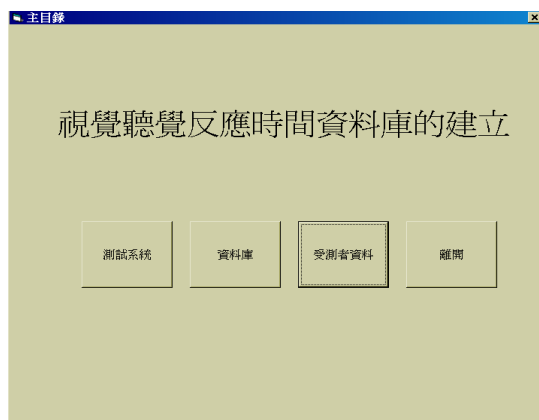 主目錄
視覺聽覺反應時間資料庫的建立
測試系統
資料庫
受測者資料
離開